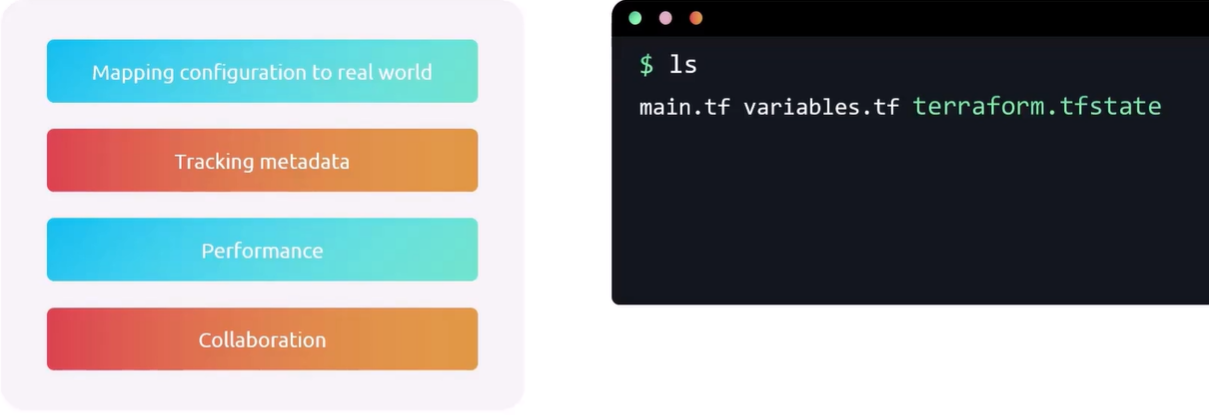 Mapping configuration to real world
Tracking metadata
Performance
Collaboration
$ ls
main.tf variables.tf terraform.tfstate